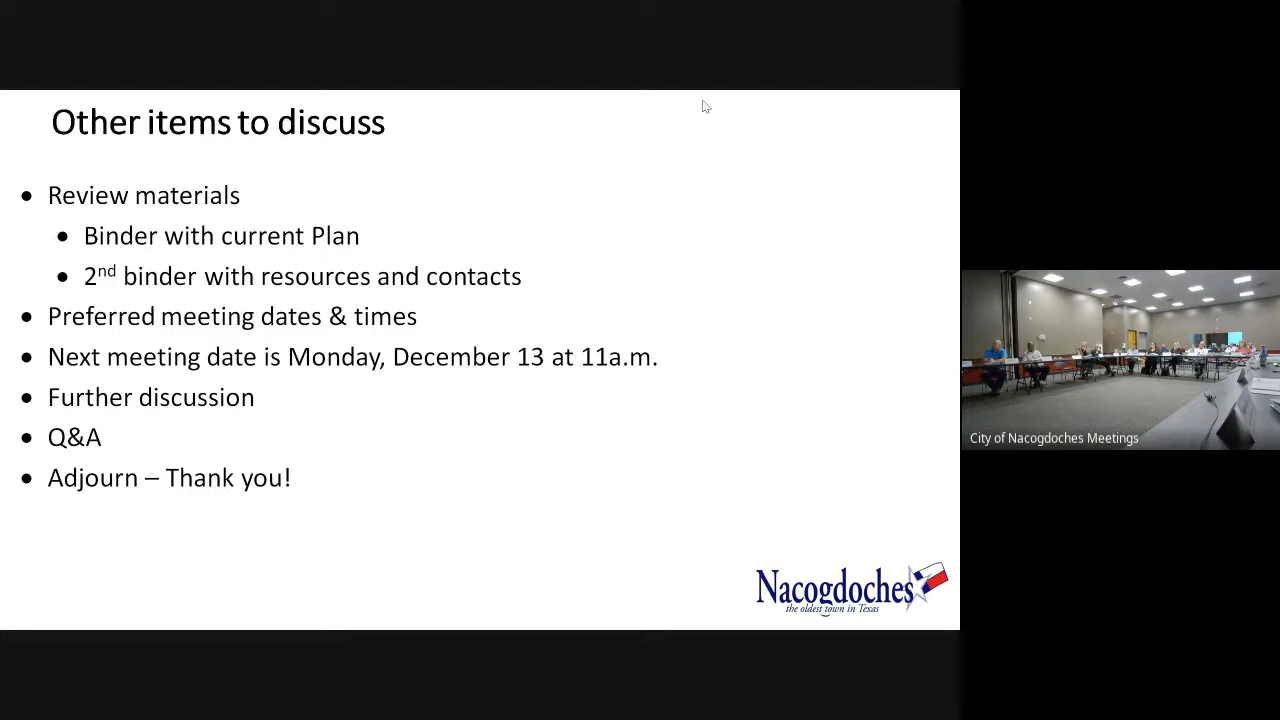 Other items to discuss
Review materials
Binder with current Plan
2nd binder with resources and contacts
Preferred meeting dates & times
Next meeting date is Monday, December 13 at 11a.m.
Further discussion
Q&A
Adjourn – Thank you!
Nacogdoches
the oldest town in Texas
City of Nacogdoches Meetings